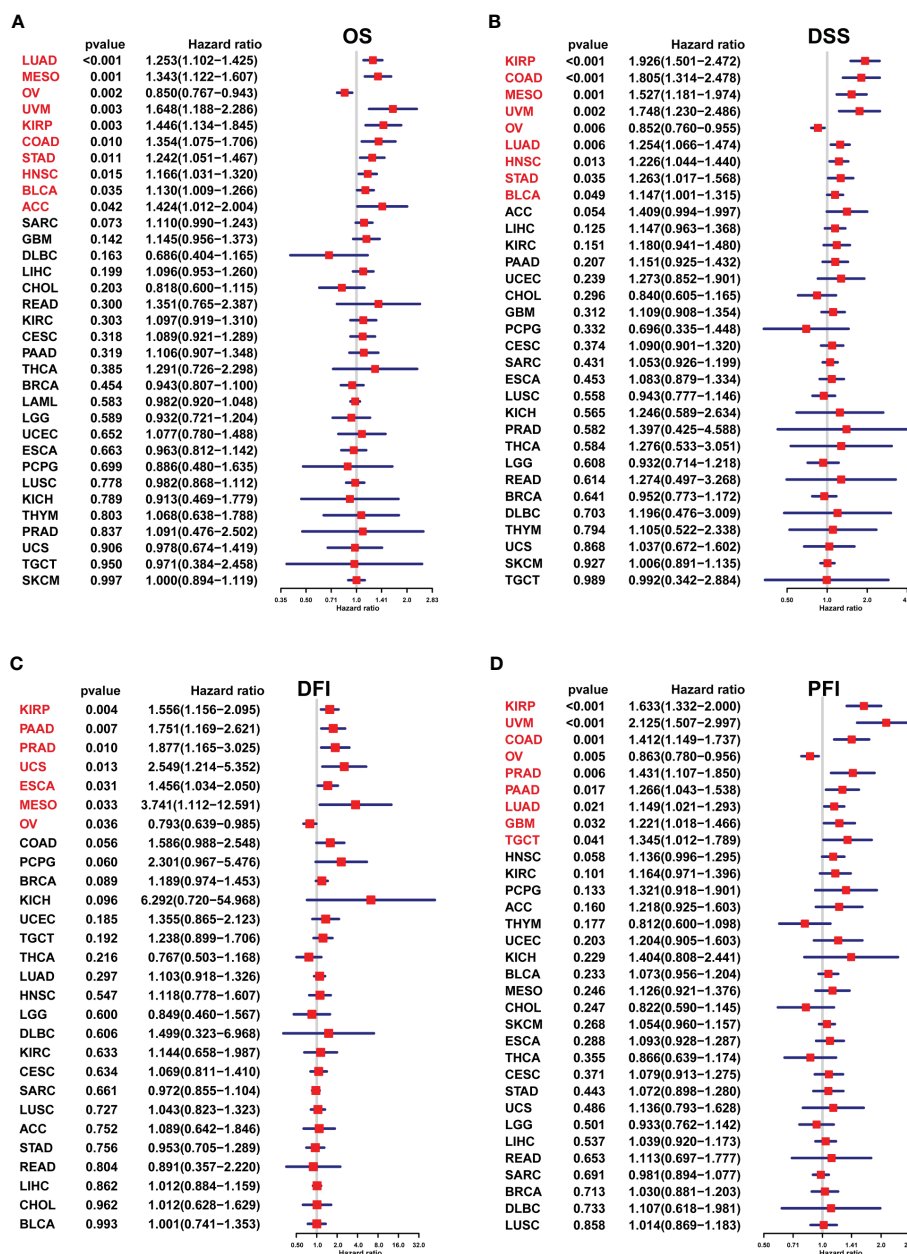 A
OS
pvalue Hazard ratio
LUAD <0.001 1.253(1.102−1.425)
MESO 0.001 1.343(1.122−1.607)
OV 0.002 0.850(0.767−0.943)
UVM 0.003 1.648(1.188−2.286)
KIRP 0.003 1.446(1.134−1.845)
COAD 0.010 1.354(1.075−1.706)
STAD 0.011 1.242(1.051−1.467)
HNSC 0.015 1.166(1.031−1.320)
BLCA 0.035 1.130(1.009−1.266)
ACC 0.042 1.424(1.012−2.004)
SARC 0.073 1.110(0.990−1.243)
GBM 0.142 1.145(0.956−1.373)
DLBC 0.163 0.686(0.404−1.165)
LIHC 0.199 1.096(0.953−1.260)
CHOL 0.203 0.818(0.600−1.115)
READ 0.300 1.351(0.765−2.387)
KIRC 0.303 1.097(0.919−1.310)
CESC 0.318 1.089(0.921−1.289)
PAAD 0.319 1.106(0.907−1.348)
THCA 0.385 1.291(0.726−2.298)
BRCA 0.454 0.943(0.807−1.100)
LAML 0.583 0.982(0.920−1.048)
LGG 0.589 0.932(0.721−1.204)
UCEC 0.652 1.077(0.780−1.488)
ESCA 0.663 0.963(0.812−1.142)
PCPG 0.699 0.886(0.480−1.635)
LUSC 0.778 0.982(0.868−1.112)
KICH 0.789 0.913(0.469−1.779)
THYM 0.803 1.068(0.638−1.788)
PRAD 0.837 1.091(0.476−2.502)
UCS 0.906 0.978(0.674−1.419)
TGCT 0.950 0.971(0.384−2.458)
SKCM 0.997 1.000(0.894−1.119)
0.35 0.50 0.71 1.0 1.41 2.0 2.83
Hazard ratio
B
DSS
pvalue Hazard ratio
KIRP <0.001 1.926(1.501−2.472)
COAD <0.001 1.805(1.314−2.478)
MESO 0.001 1.527(1.181−1.974)
UVM 0.002 1.748(1.230−2.486)
OV 0.006 0.852(0.760−0.955)
LUAD 0.006 1.254(1.066−1.474)
HNSC 0.013 1.226(1.044−1.440)
STAD 0.035 1.263(1.017−1.568)
BLCA 0.049 1.147(1.001−1.315)
ACC 0.054 1.409(0.994−1.997)
LIHC 0.125 1.147(0.963−1.368)
KIRC 0.151 1.180(0.941−1.480)
PAAD 0.207 1.151(0.925−1.432)
UCEC 0.239 1.273(0.852−1.901)
CHOL 0.296 0.840(0.605−1.165)
GBM 0.312 1.109(0.908−1.354)
PCPG 0.332 0.696(0.335−1.448)
CESC 0.374 1.090(0.901−1.320)
SARC 0.431 1.053(0.926−1.199)
ESCA 0.453 1.083(0.879−1.334)
LUSC 0.558 0.943(0.777−1.146)
KICH 0.565 1.246(0.589−2.634)
PRAD 0.582 1.397(0.425−4.588)
THCA 0.584 1.276(0.533−3.051)
LGG 0.608 0.932(0.714−1.218)
READ 0.614 1.274(0.497−3.268)
BRCA 0.641 0.952(0.773−1.172)
DLBC 0.703 1.196(0.476−3.009)
THYM 0.794 1.105(0.522−2.338)
UCS 0.868 1.037(0.672−1.602)
SKCM 0.927 1.006(0.891−1.135)
TGCT 0.989 0.992(0.342−2.884)
0.50 1.0 2.0 4
Hazard ratio
C
DFI
pvalue Hazard ratio
KIRP 0.004 1.556(1.156−2.095)
PAAD 0.007 1.751(1.169−2.621)
PRAD 0.010 1.877(1.165−3.025)
UCS 0.013 2.549(1.214−5.352)
ESCA 0.031 1.456(1.034−2.050)
MESO 0.033 3.741(1.112−12.591)
OV 0.036 0.793(0.639−0.985)
COAD 0.056 1.586(0.988−2.548)
PCPG 0.060 2.301(0.967−5.476)
BRCA 0.089 1.189(0.974−1.453)
KICH 0.096 6.292(0.720−54.968)
UCEC 0.185 1.355(0.865−2.123)
TGCT 0.192 1.238(0.899−1.706)
THCA 0.216 0.767(0.503−1.168)
LUAD 0.297 1.103(0.918−1.326)
HNSC 0.547 1.118(0.778−1.607)
LGG 0.600 0.849(0.460−1.567)
DLBC 0.606 1.499(0.323−6.968)
KIRC 0.633 1.144(0.658−1.987)
CESC 0.634 1.069(0.811−1.410)
SARC 0.661 0.972(0.855−1.104)
LUSC 0.727 1.043(0.823−1.323)
ACC 0.752 1.089(0.642−1.846)
STAD 0.756 0.953(0.705−1.289)
READ 0.804 0.891(0.357−2.220)
LIHC 0.862 1.012(0.884−1.159)
CHOL 0.962 1.012(0.628−1.629)
BLCA 0.993 1.001(0.741−1.353)
0.50 1.0 2.0 4.0 8.0 16.0 32.0
Hazard ratio
D
PFI
pvalue Hazard ratio
KIRP <0.001 1.633(1.332−2.000)
UVM <0.001 2.125(1.507−2.997)
COAD 0.001 1.412(1.149−1.737)
OV 0.005 0.863(0.780−0.956)
PRAD 0.006 1.431(1.107−1.850)
PAAD 0.017 1.266(1.043−1.538)
LUAD 0.021 1.149(1.021−1.293)
GBM 0.032 1.221(1.018−1.466)
TGCT 0.041 1.345(1.012−1.789)
HNSC 0.058 1.136(0.996−1.295)
KIRC 0.101 1.164(0.971−1.396)
PCPG 0.133 1.321(0.918−1.901)
ACC 0.160 1.218(0.925−1.603)
THYM 0.177 0.812(0.600−1.098)
UCEC 0.203 1.204(0.905−1.603)
KICH 0.229 1.404(0.808−2.441)
BLCA 0.233 1.073(0.956−1.204)
MESO 0.246 1.126(0.921−1.376)
CHOL 0.247 0.822(0.590−1.145)
SKCM 0.268 1.054(0.960−1.157)
ESCA 0.288 1.093(0.928−1.287)
THCA 0.355 0.866(0.639−1.174)
CESC 0.371 1.079(0.913−1.275)
STAD 0.443 1.072(0.898−1.280)
UCS 0.486 1.136(0.793−1.628)
LGG 0.501 0.933(0.762−1.142)
LIHC 0.537 1.039(0.920−1.173)
READ 0.653 1.113(0.697−1.777)
SARC 0.691 0.981(0.894−1.077)
BRCA 0.713 1.030(0.881−1.203)
DLBC 0.733 1.107(0.618−1.981)
LUSC 0.858 1.014(0.869−1.183)
0.50 0.71 1.0 1.41 2.0 2
Hazard ratio